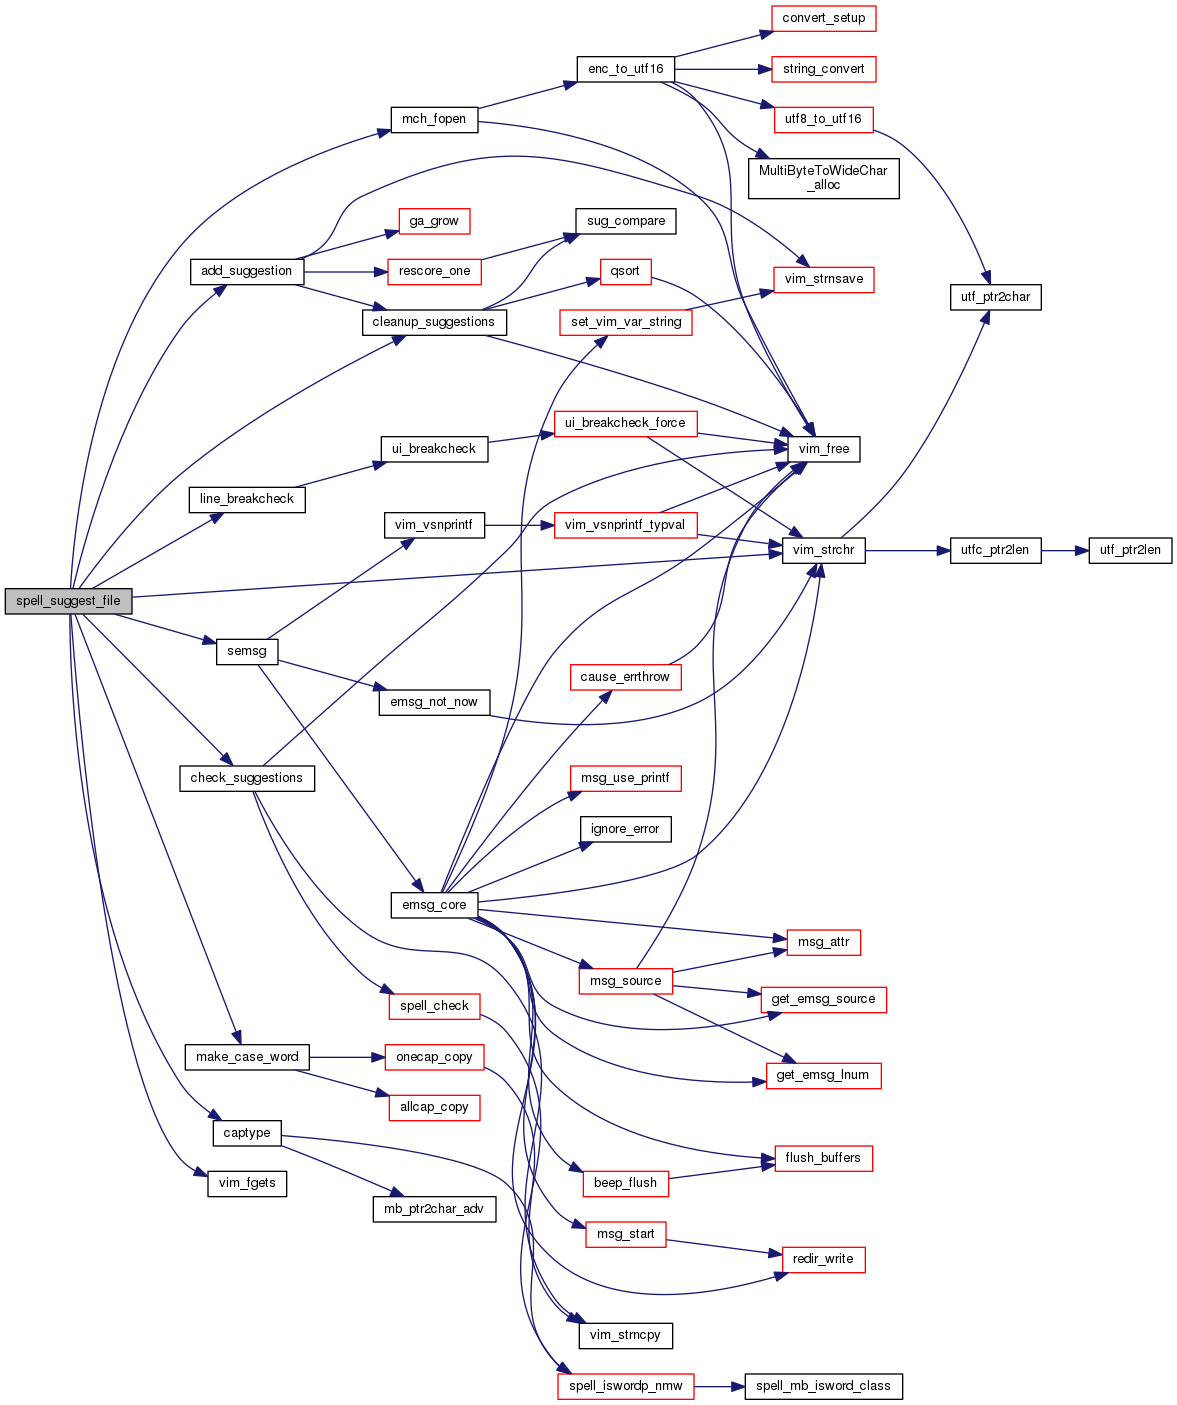 convert_setup
enc_to_utf16
string_convert
mch_fopen
utf8_to_utf16
MultiByteToWideChar
_alloc
ga_grow
sug_compare
add_suggestion
rescore_one
qsort
vim_strnsave
utf_ptr2char
cleanup_suggestions
set_vim_var_string
ui_breakcheck_force
ui_breakcheck
vim_free
line_breakcheck
vim_vsnprintf
vim_vsnprintf_typval
vim_strchr
utfc_ptr2len
utf_ptr2len
spell_suggest_file
semsg
cause_errthrow
emsg_not_now
check_suggestions
msg_use_printf
ignore_error
emsg_core
msg_attr
msg_source
get_emsg_source
spell_check
make_case_word
onecap_copy
get_emsg_lnum
allcap_copy
captype
flush_buffers
vim_fgets
beep_flush
mb_ptr2char_adv
msg_start
redir_write
vim_strncpy
spell_iswordp_nmw
spell_mb_isword_class